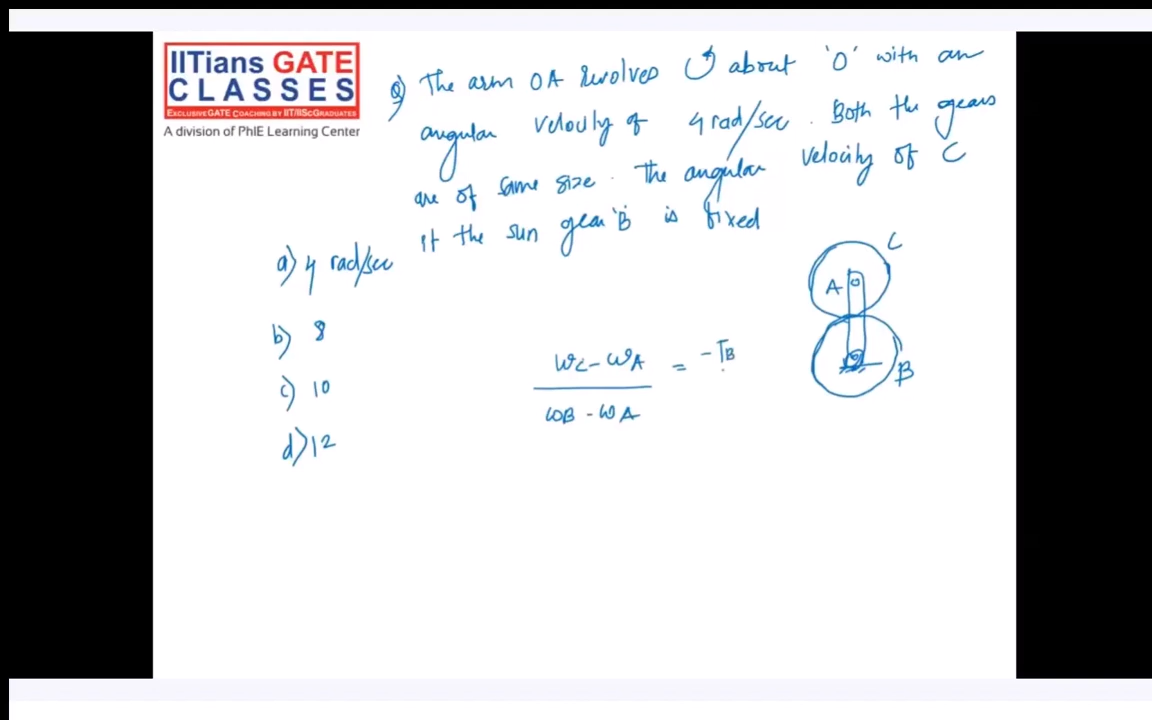 IITians GATE
CLASSES
EXCLUSIVE GATE COACHING BY IIT/IISc GRADUATES
A division of PhIE Learning Center
Q) The arm OA revolves ↺ about 'O' with an
angular velocity of 4 rad/sec. Both the gears
are of same size. The angular velocity of C
if the sun gear 'B' is fixed
a) 4 rad/sec
b) 8
c) 10
d) 12
ωC - ωA = -TB
ωB - ωA
C
A
B